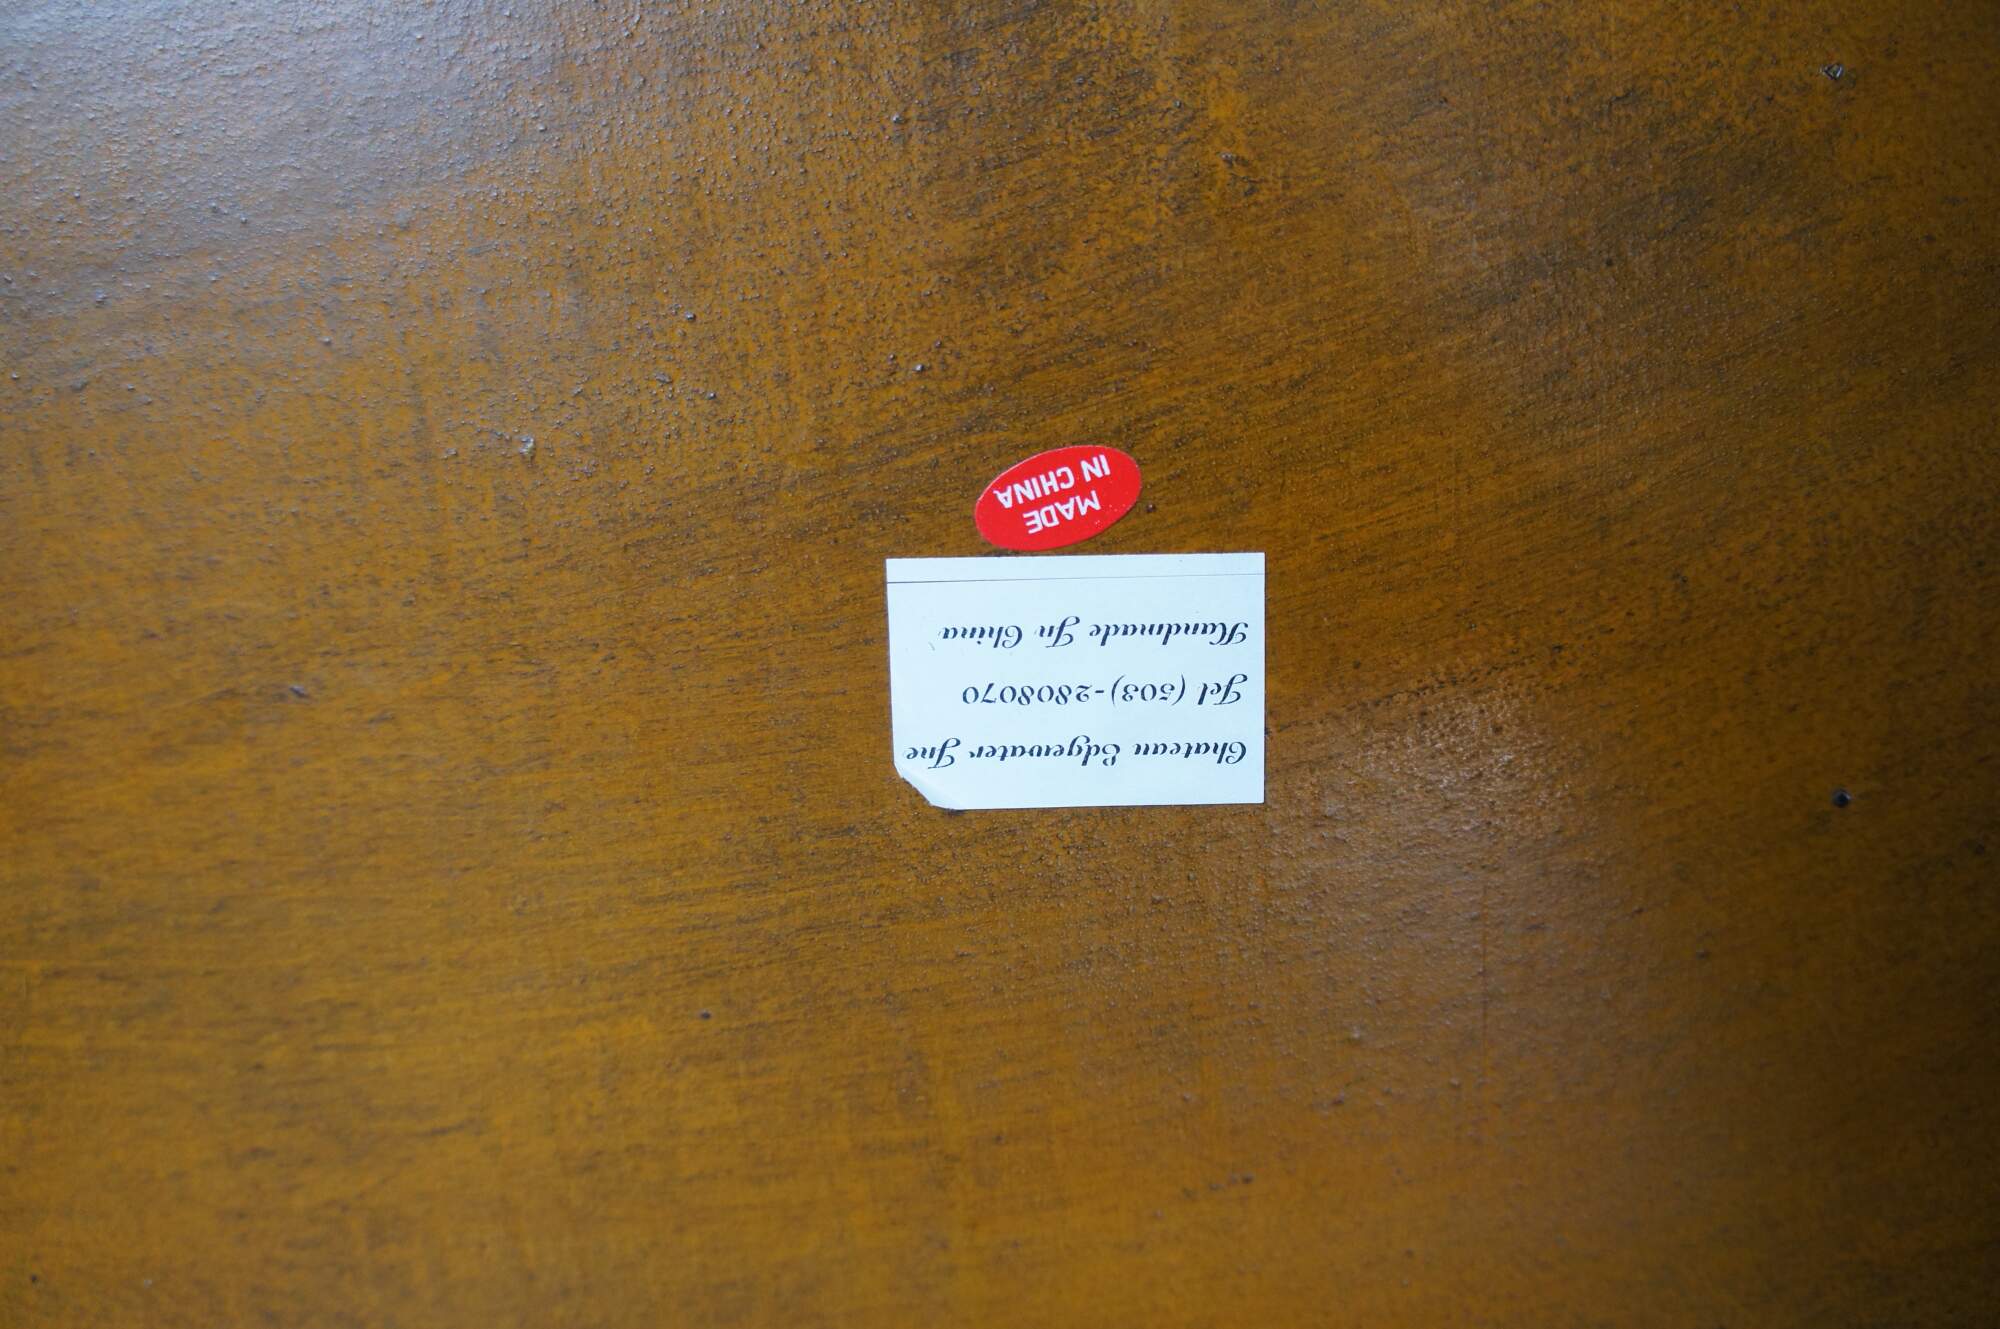 Chateau Edgewater Inc
Tel (503)-2808070
Handmade In China
MADE
IN CHINA